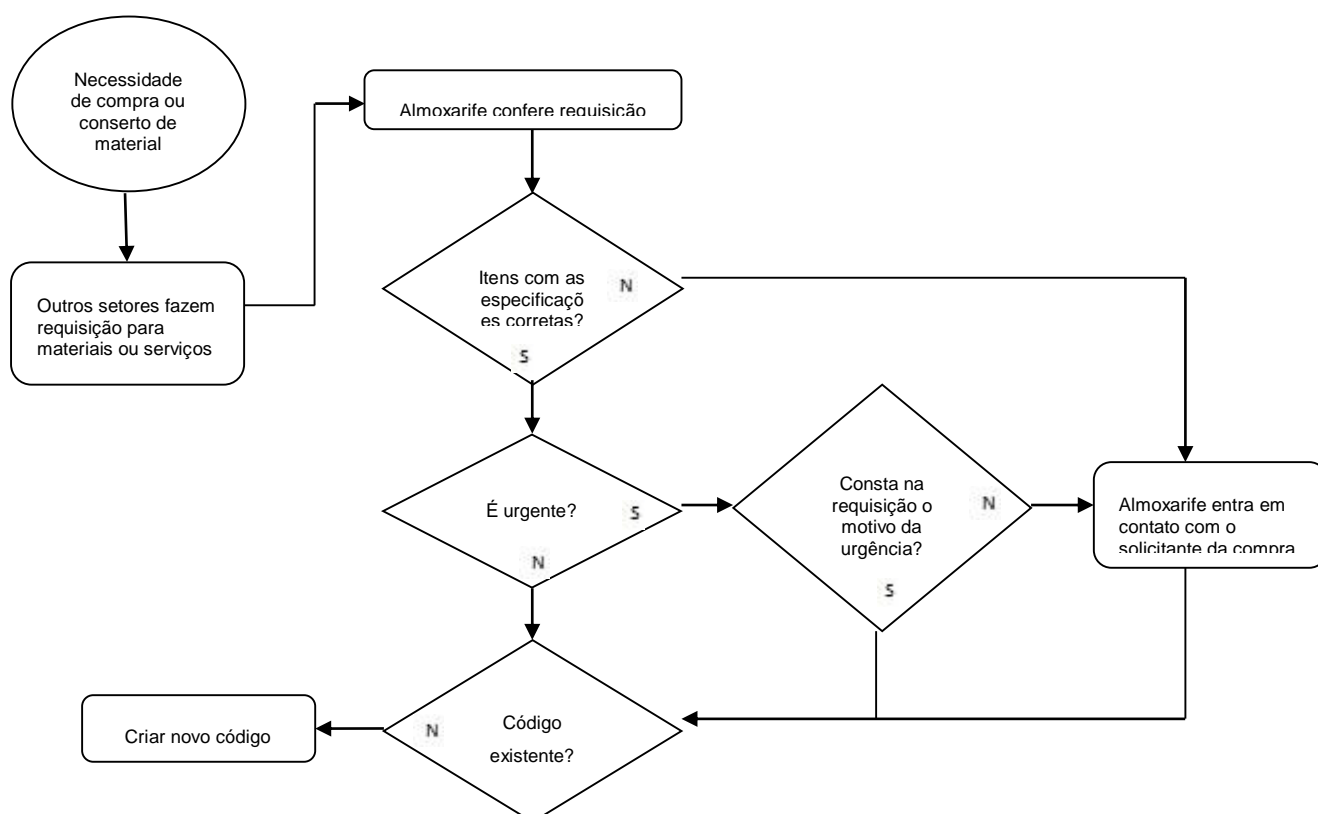 Necessidade
de compra ou
conserto de
material
Almoxarife confere requisição
Itens com as
especificaçõ
es corretas?
N
S
Outros setores fazem
requisição para
materiais ou serviços
É urgente?
S
N
Consta na
requisição o
motivo da
urgência?
N
S
Almoxarife entra em
contato com o
solicitante da compra
Código
existente?
N
Criar novo código